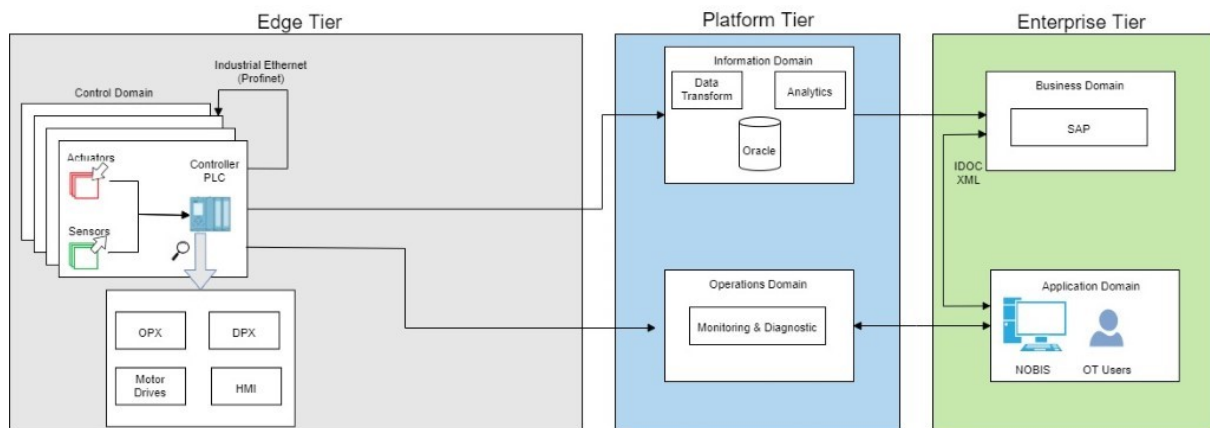 Edge Tier
Platform Tier
Enterprise Tier
Industrial Ethernet
(Profinet)
Control Domain
Actuators
Controller
PLC
Sensors
OPX
DPX
Motor
Drives
HMI
Information Domain
Data
Transform
Analytics
Oracle
Operations Domain
Monitoring & Diagnostic
Business Domain
SAP
IDOC
XML
Application Domain
NOBIS
OT Users